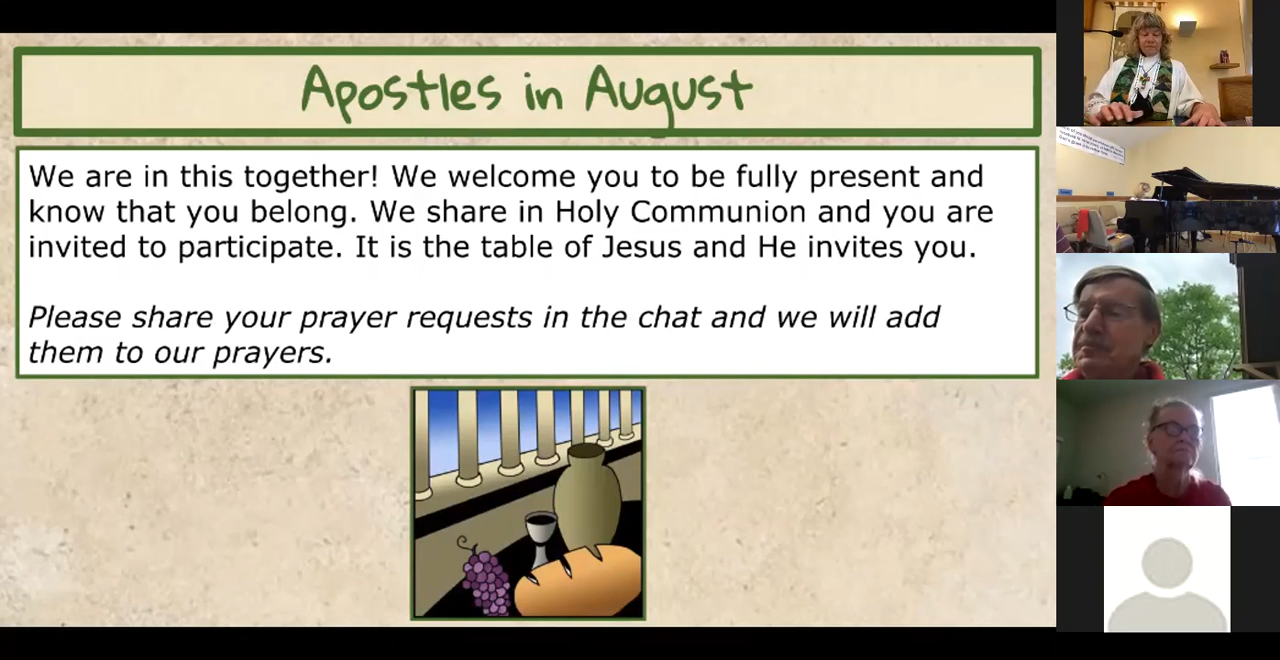 Apostles in August
We are in this together! We welcome you to be fully present and
know that you belong. We share in Holy Communion and you are
invited to participate. It is the table of Jesus and He invites you.
Please share your prayer requests in the chat and we will add
them to our prayers.